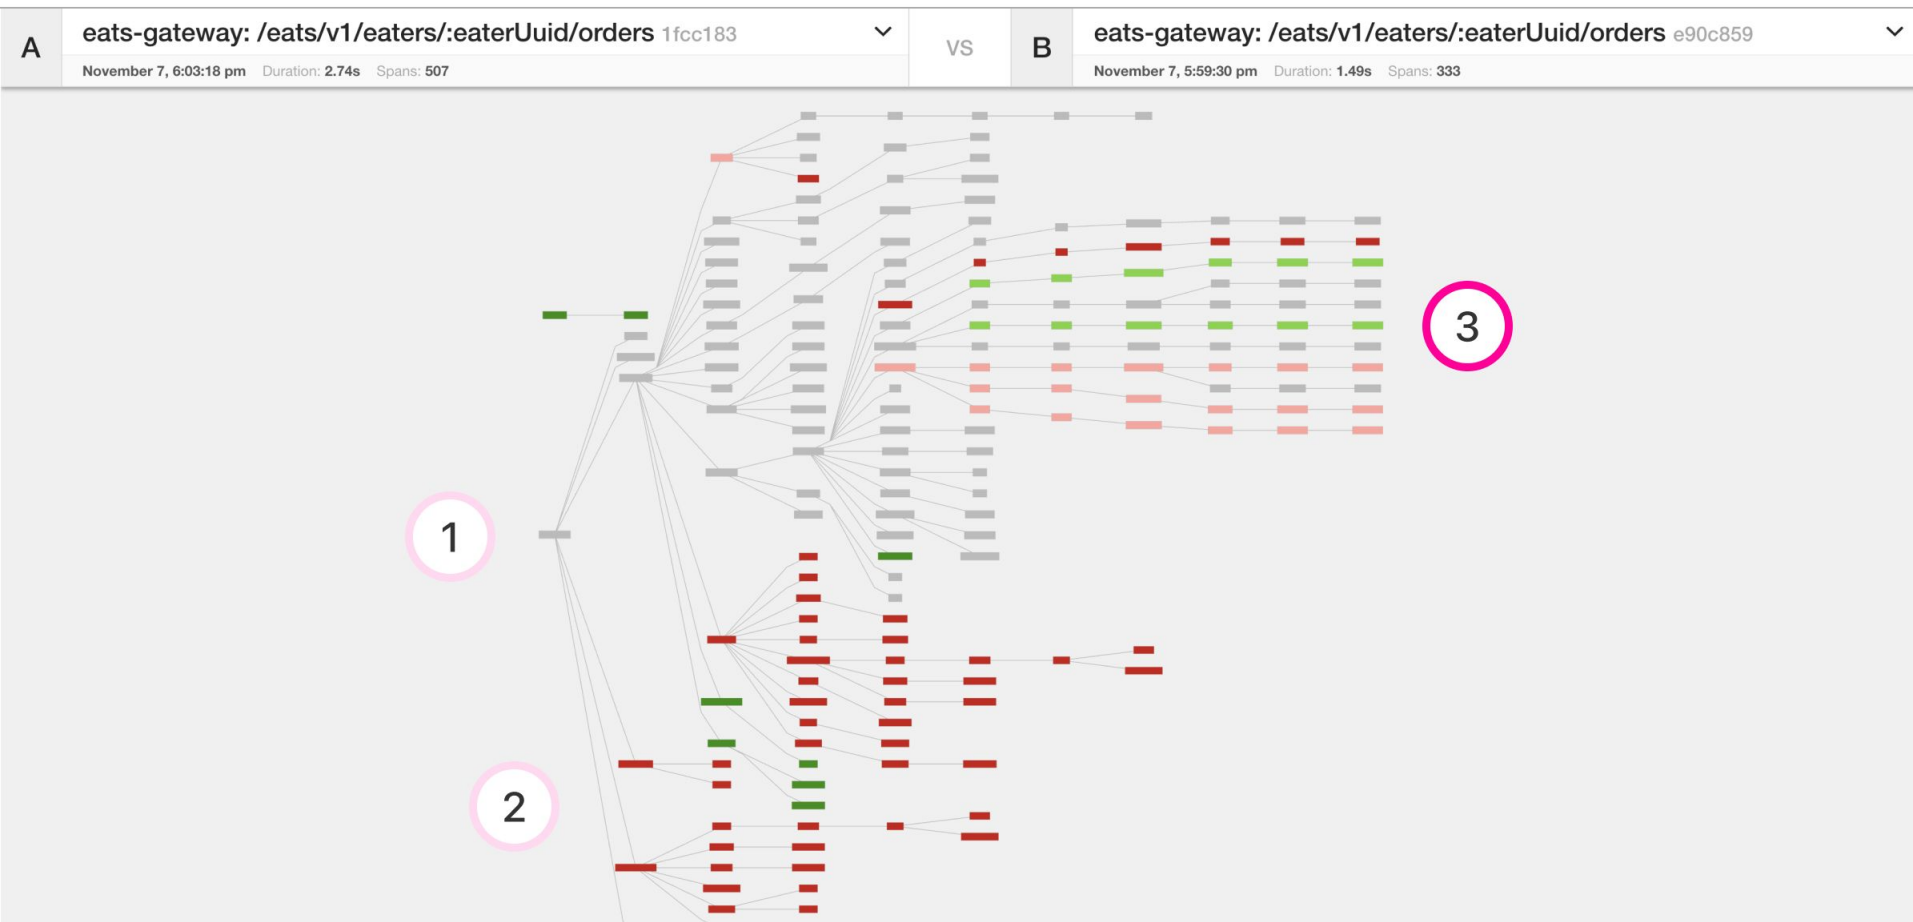 A
eats-gateway: /eats/v1/eaters/:eaterUuid/orders 1fcc183
November 7, 6:03:18 pm Duration: 2.74s Spans: 507
VS
B
eats-gateway: /eats/v1/eaters/:eaterUuid/orders e90c859
November 7, 5:59:30 pm Duration: 1.49s Spans: 333
3
1
2